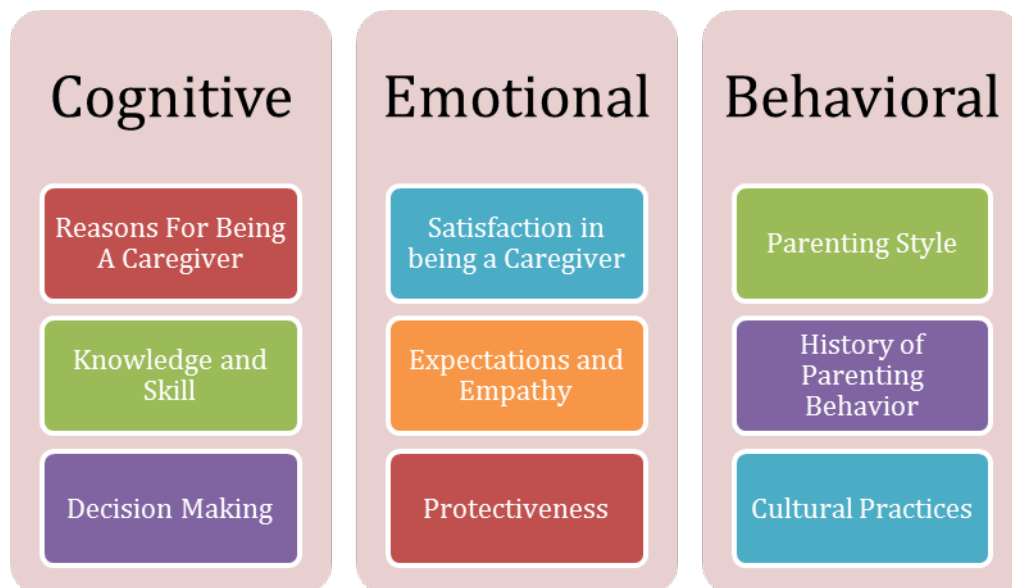 Cognitive
Reasons For Being
A Caregiver
Knowledge and
Skill
Decision Making
Emotional
Satisfaction in
being a Caregiver
Expectations and
Empathy
Protectiveness
Behavioral
Parenting Style
History of
Parenting
Behavior
Cultural Practices